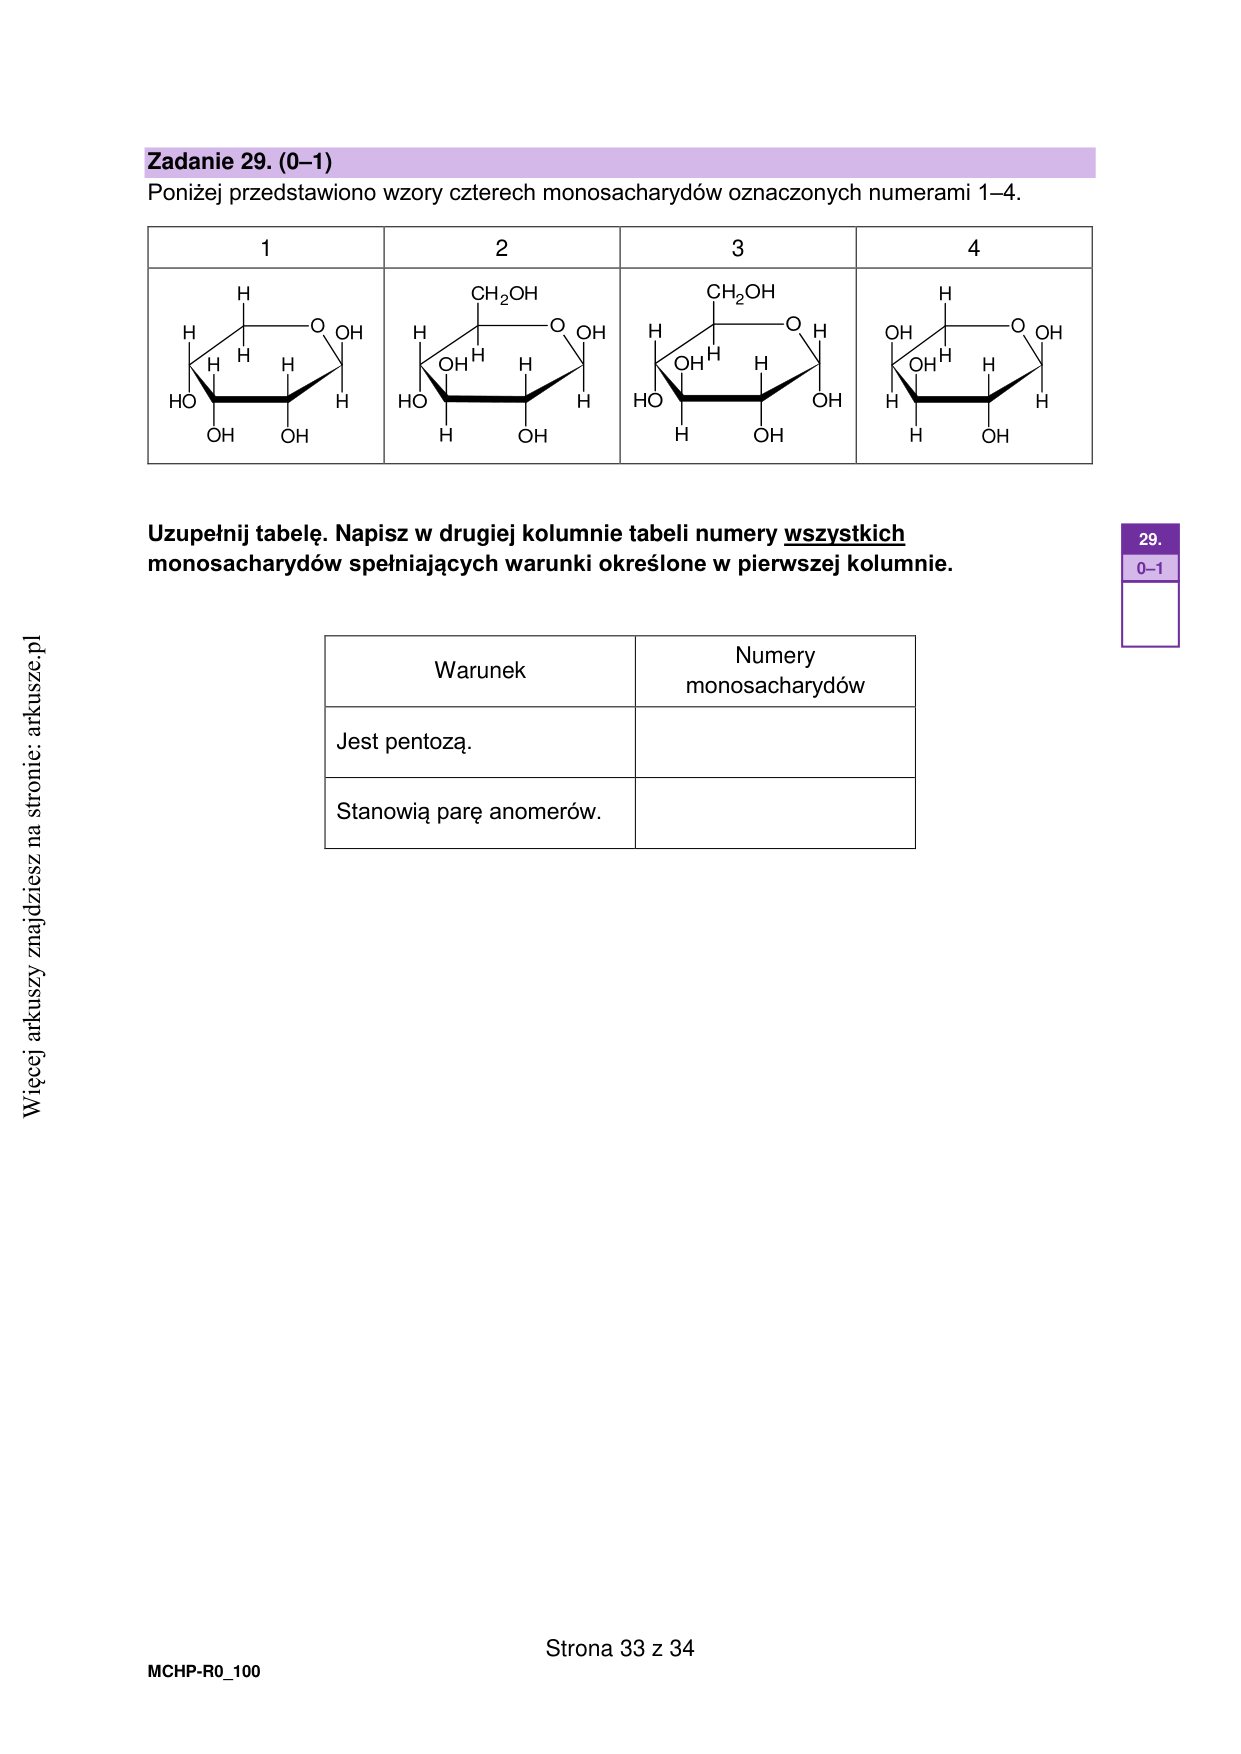 Zadanie 29. (0–1)
Poniżej przedstawiono wzory czterech monosacharydów oznaczonych numerami 1–4.
1 2 3 4
H
H O OH
H H H
HO H
OH OH
CH2OH
H O OH
OH H H
HO H
H OH
CH2OH
H O H
OH H H
HO OH
H OH
H
OH O OH
OH H H
H H
H OH
Uzupełnij tabelę. Napisz w drugiej kolumnie tabeli numery wszystkich
monosacharydów spełniających warunki określone w pierwszej kolumnie.
29.
0–1
Warunek
Numery
monosacharydów
Jest pentozą.
Stanowią parę anomerów.
Więcej arkuszy znajdziesz na stronie: arkusze.pl
Strona 33 z 34
MCHP-R0_100